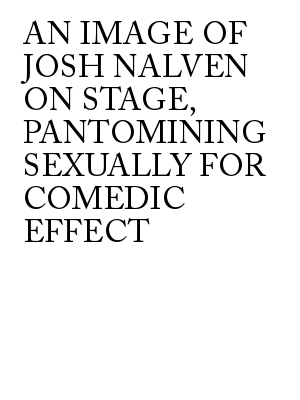 AN IMAGE OF
JOSH NALVEN
ON STAGE,
PANTOMINING
SEXUALLY FOR
COMEDIC
EFFECT